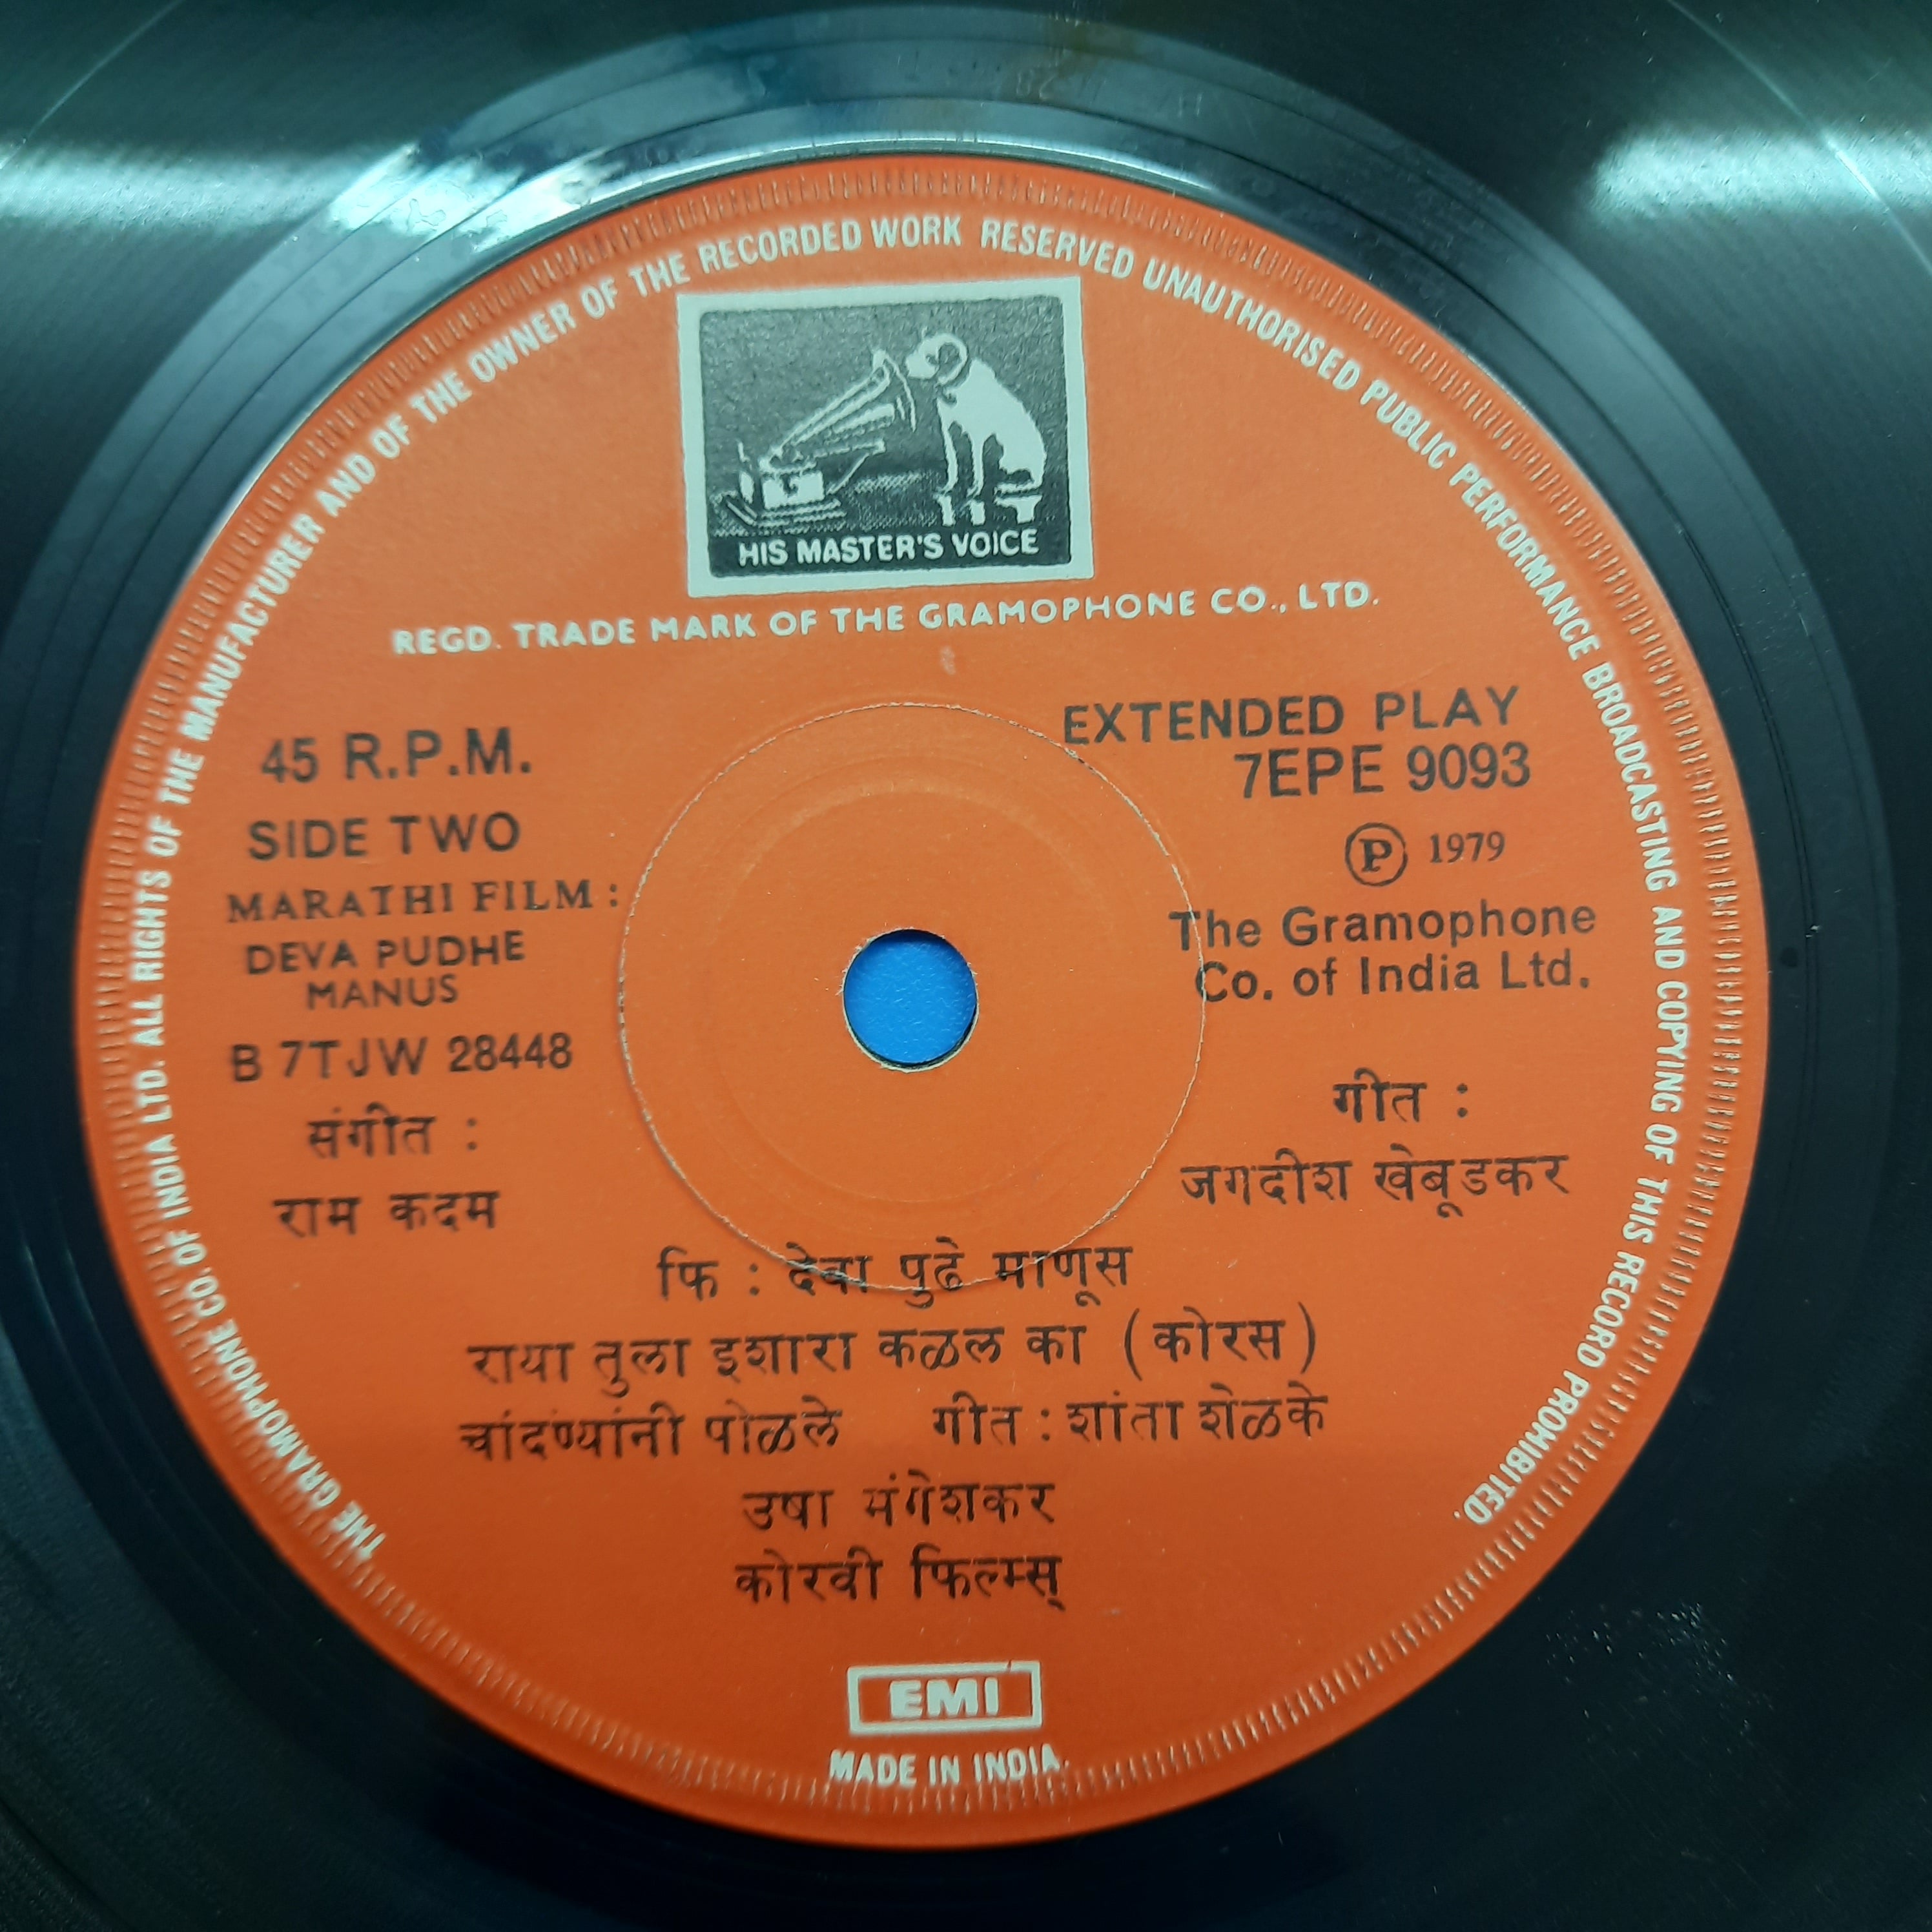 THE GRAMOPHONE CO. OF INDIA LTD. ALL RIGHTS OF THE MANUFACTURER AND OF THE OWNER OF THE RECORDED WORK RESERVED UNAUTHORISED PUBLIC PERFORMANCE BROADCASTING AND COPYING OF THIS RECORD PROHIBITED.
HIS MASTER'S VOICE
REGD. TRADE MARK OF THE GRAMOPHONE CO., LTD.
45 R.P.M.
SIDE TWO
MARATHI FILM :
DEVA PUDHE
MANUS
B 7TJW 28448
संगीत :
राम कदम
EXTENDED PLAY
7EPE 9093
Ⓟ 1979
The Gramophone
Co. of India Ltd.
गीत :
जगदीश खेबूडकर
फि : देवा पुढे माणूस
राया तुला इशारा कळल का (कोरस)
चांदण्यांनी पोळले गीत : शांता शेळके
उषा मंगेशकर
कोरवी फिल्म्स्
EMI
MADE IN INDIA.